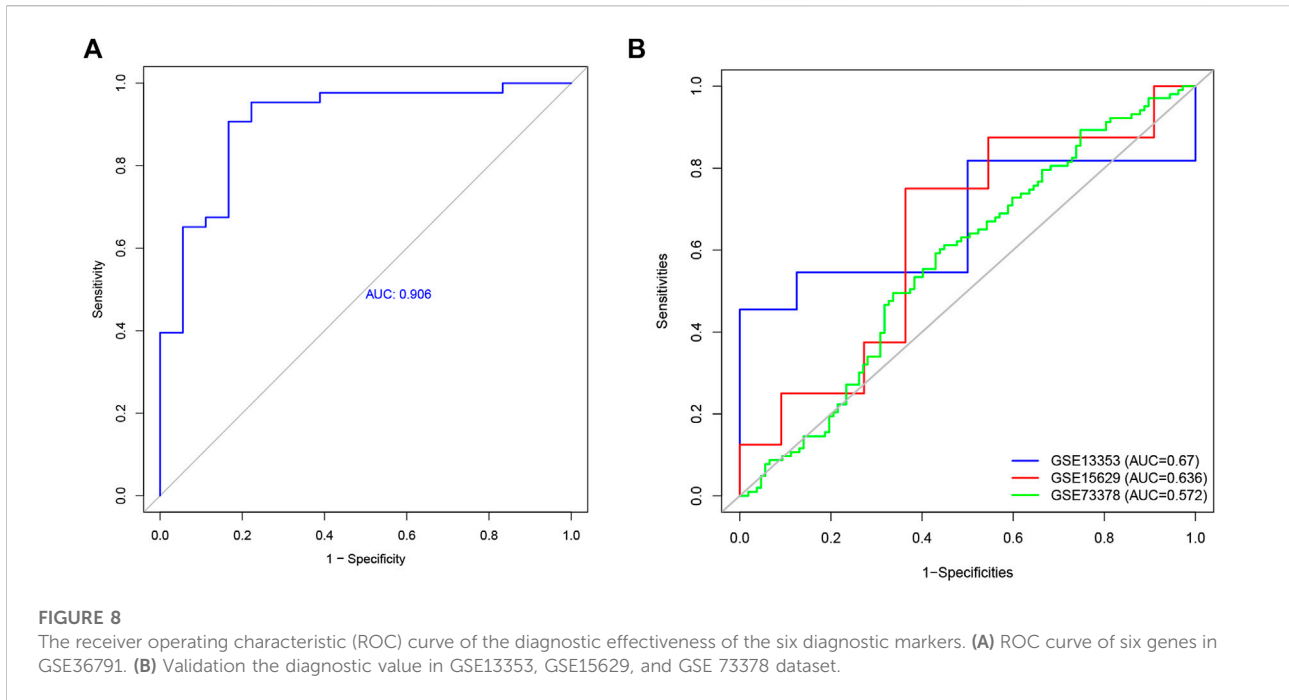 A
B
1.0
0.8
0.6
0.4
0.2
0.0
Sensitivity
AUC: 0.906
0.0 0.2 0.4 0.6 0.8 1.0
1 − Specificity
1.0
0.8
0.6
0.4
0.2
0.0
Sensitivities
GSE13353 (AUC=0.67)
GSE15629 (AUC=0.636)
GSE73378 (AUC=0.572)
0.0 0.2 0.4 0.6 0.8 1.0
1−Specificities
FIGURE 8
The receiver operating characteristic (ROC) curve of the diagnostic effectiveness of the six diagnostic markers. (A) ROC curve of six genes in
GSE36791. (B) Validation the diagnostic value in GSE13353, GSE15629, and GSE 73378 dataset.